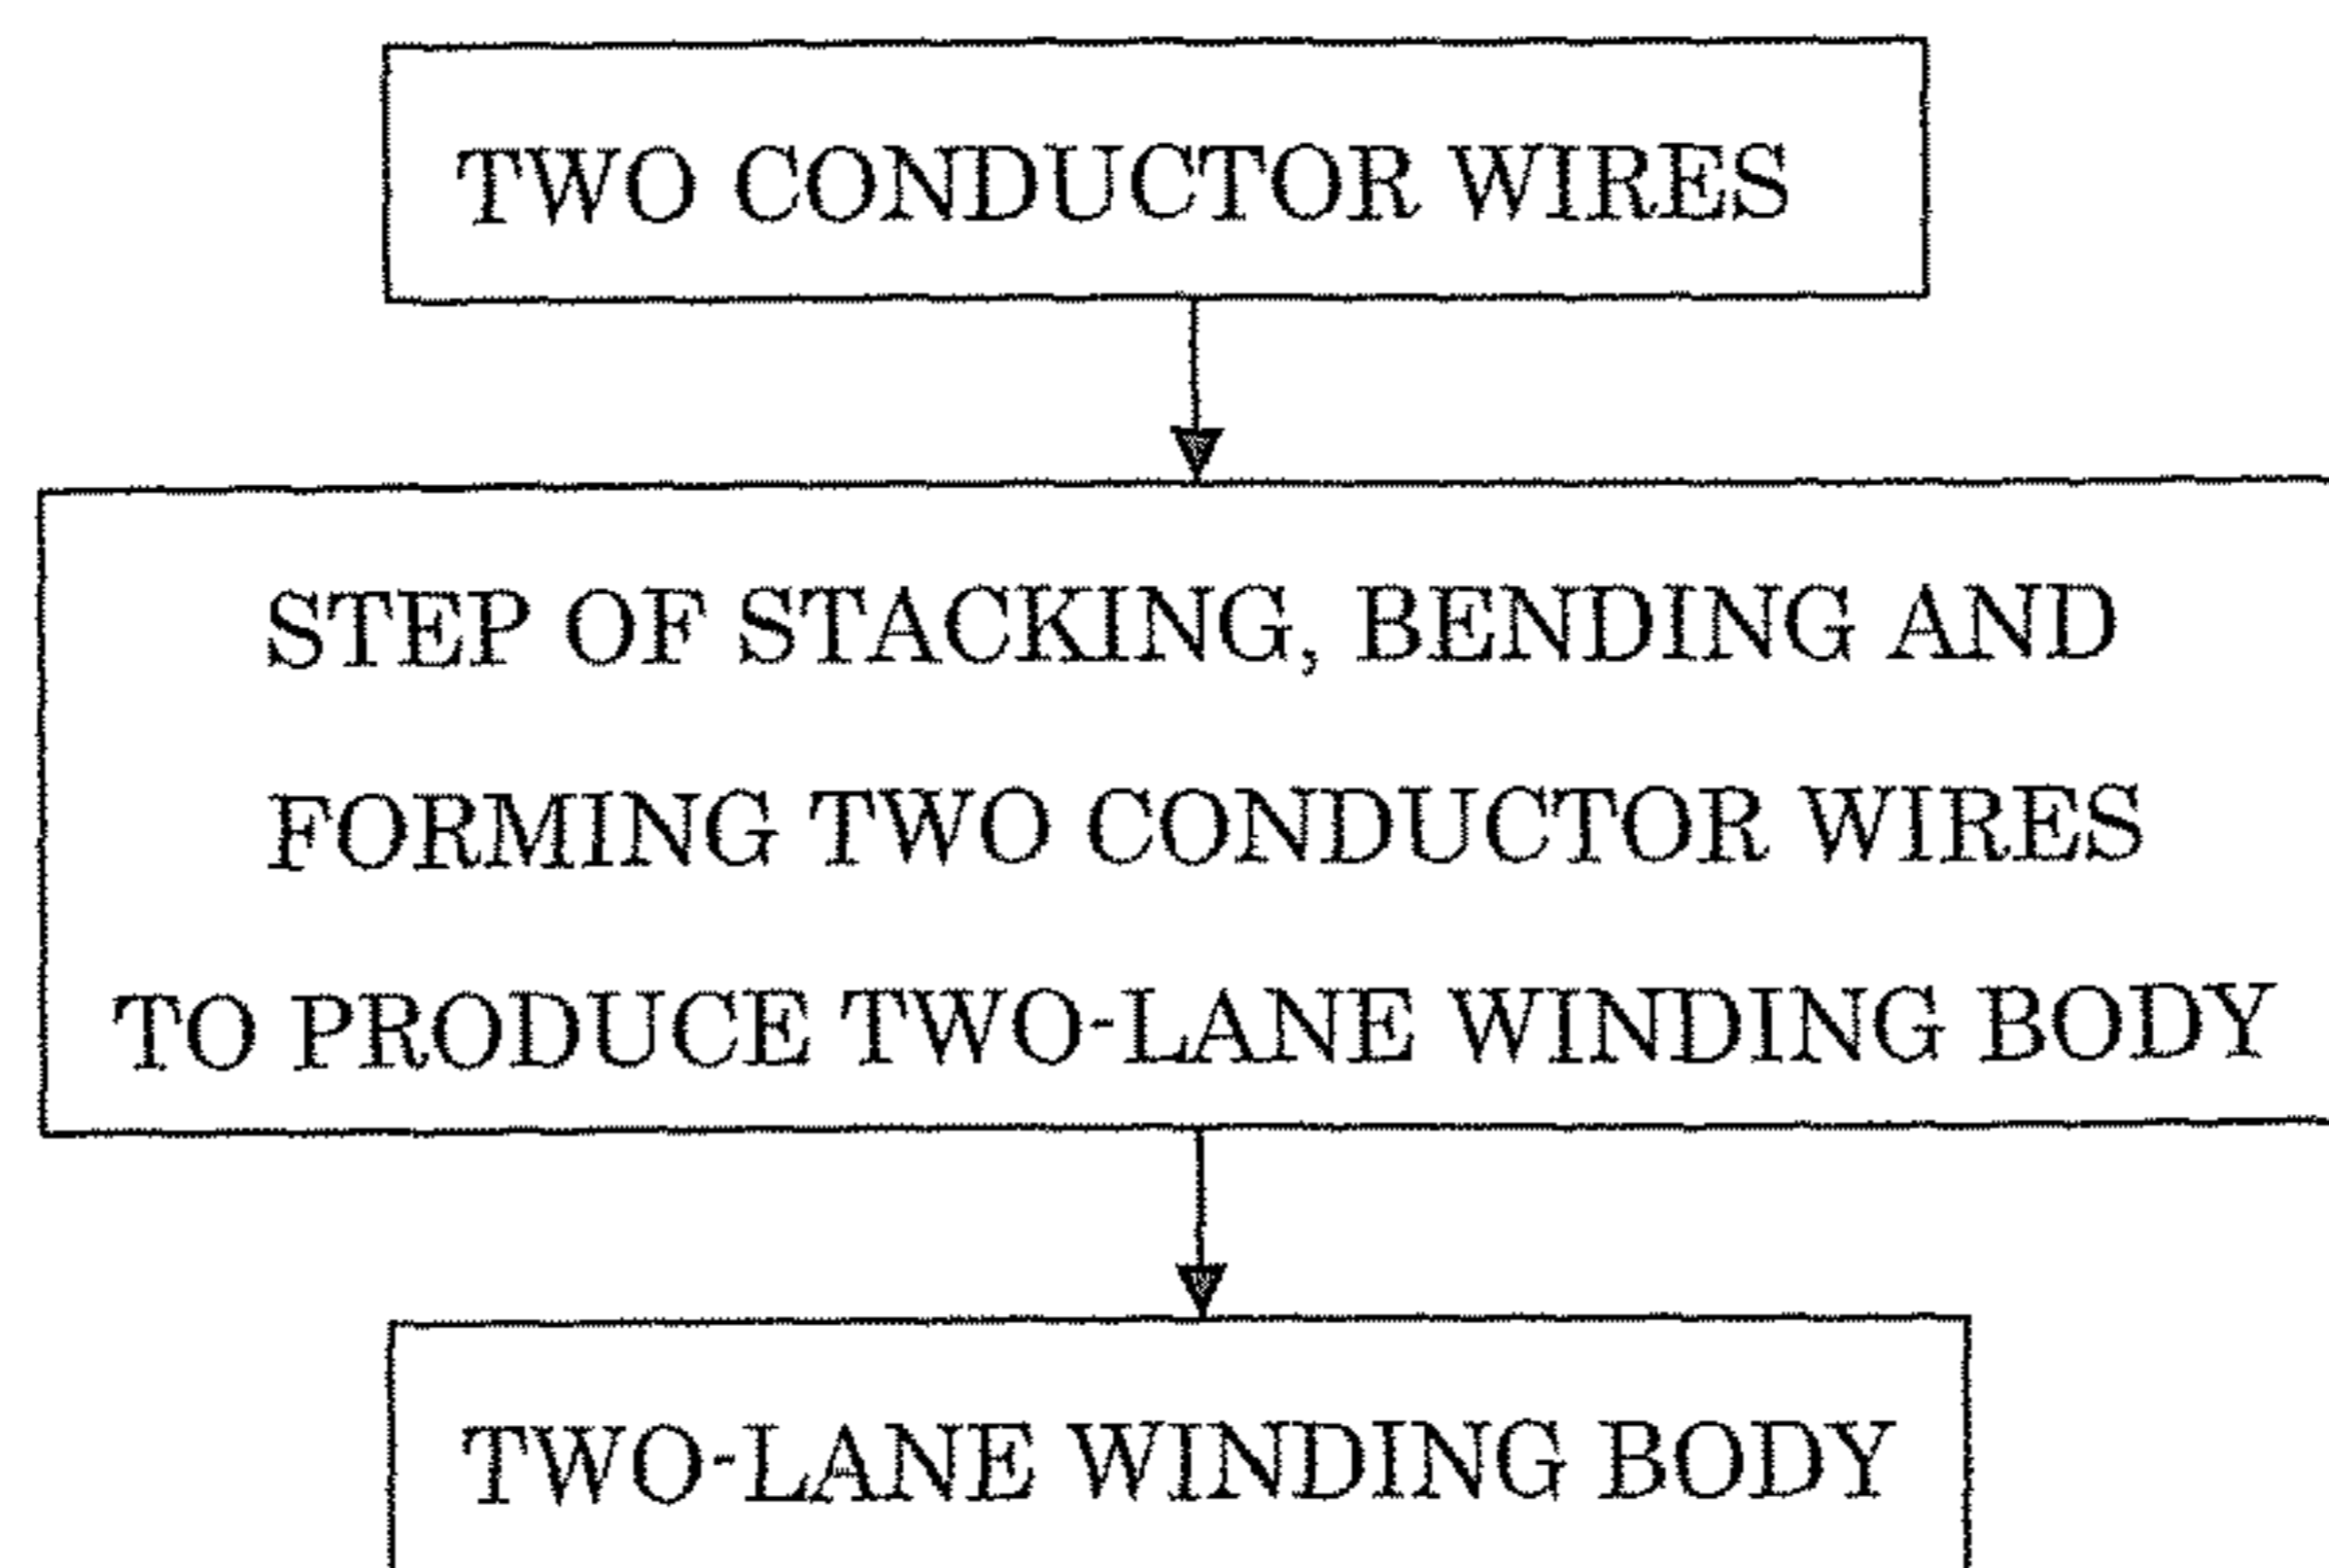 TWO CONDUCTOR WIRES
STEP OF STACKING, BENDING AND
FORMING TWO CONDUCTOR WIRES
TO PRODUCE TWO-LANE WINDING BODY
TWO-LANE WINDING BODY